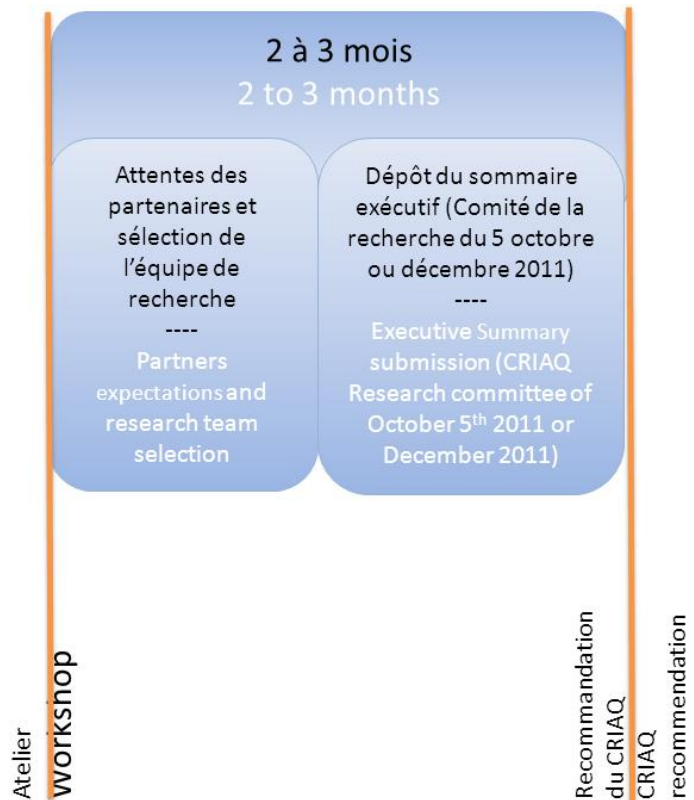 2 à 3 mois
2 to 3 months
Attentes des
partenaires et
sélection de
l'équipe de
recherche
----
Partners
expectations and
research team
selection
Dépôt du sommaire
exécutif (Comité de la
recherche du 5 octobre
ou décembre 2011)
----
Executive Summary
submission (CRIAQ
Research committee of
October 5th 2011 or
December 2011)
Atelier
Workshop
Recommandation
du CRIAQ
CRIAQ
recommendation